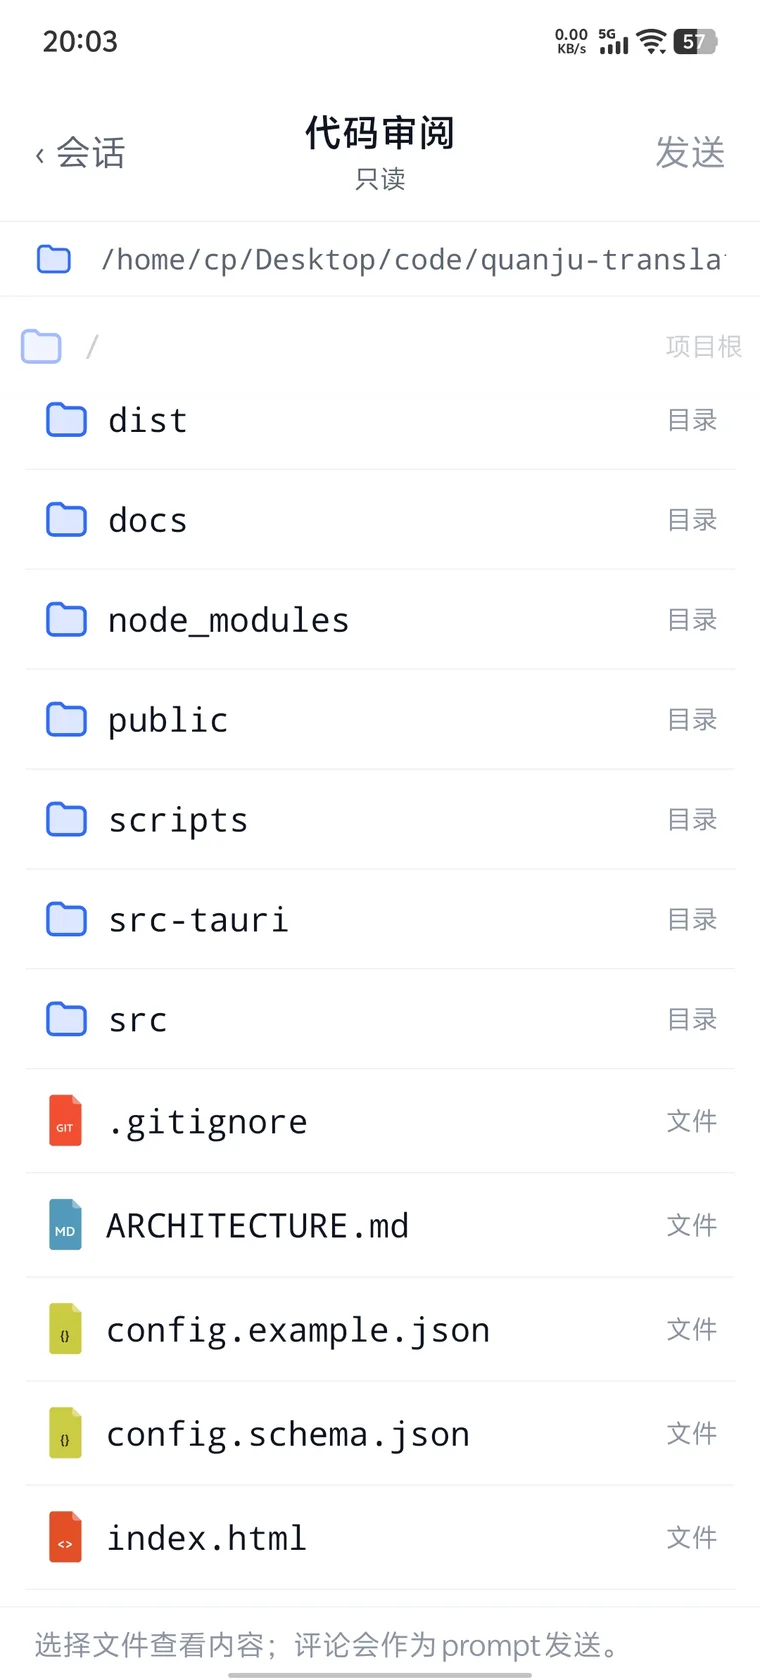 20:03
0.00 KB/s 5G 57
‹ 会话
代码审阅
只读
发送
/home/cp/Desktop/code/quanju-transla
/ 项目根
dist 目录
docs 目录
node_modules 目录
public 目录
scripts 目录
src-tauri 目录
src 目录
GIT .gitignore 文件
MD ARCHITECTURE.md 文件
{} config.example.json 文件
{} config.schema.json 文件
<> index.html 文件
选择文件查看内容；评论会作为prompt发送。